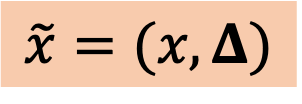 x̃ = (x, Δ)